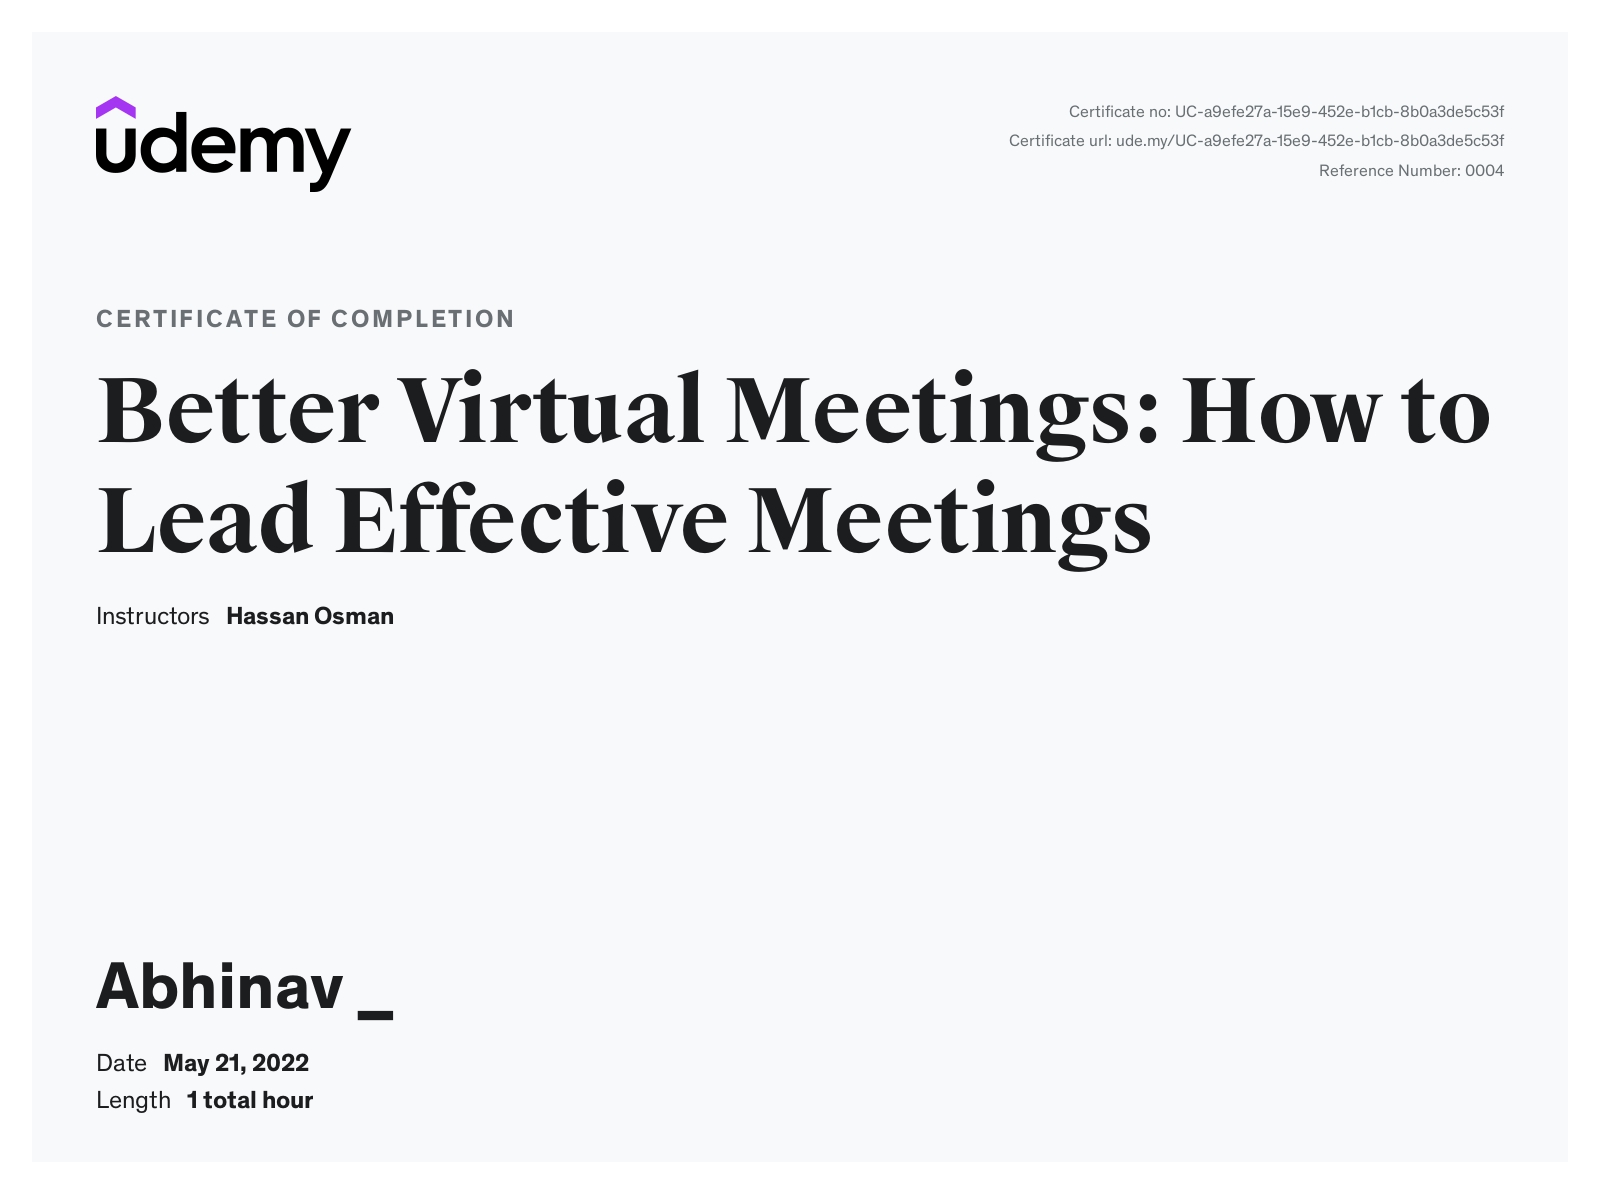 udemy
Certificate no: UC-a9efe27a-15e9-452e-b1cb-8b0a3de5c53f
Certificate url: ude.my/UC-a9efe27a-15e9-452e-b1cb-8b0a3de5c53f
Reference Number: 0004
CERTIFICATE OF COMPLETION
Better Virtual Meetings: How to
Lead Effective Meetings
Instructors Hassan Osman
Abhinav _
Date May 21, 2022
Length 1 total hour